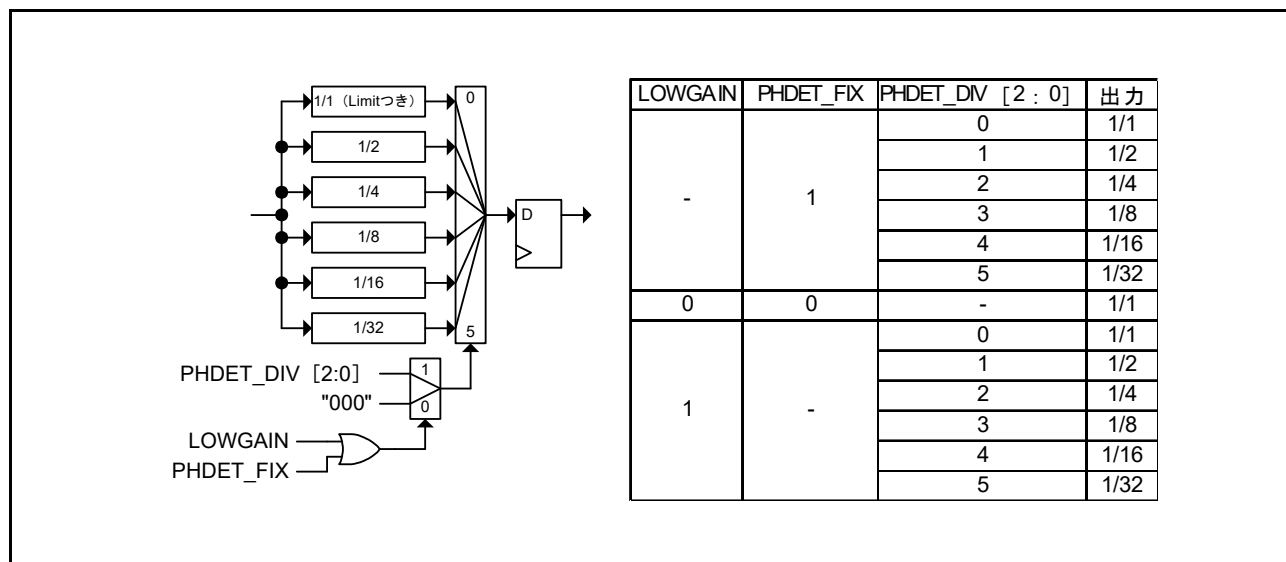 1/1（Limitつき）
1/2
1/4
1/8
1/16
1/32
0
5
D
PHDET_DIV［2:0］
"000"
1
0
LOWGAIN
PHDET_FIX
LOWGAIN PHDET_FIX PHDET_DIV［2：0］ 出力
- 1 0 1/1
1 1/2
2 1/4
3 1/8
4 1/16
5 1/32
0 0 - 1/1
1 - 0 1/1
1 1/2
2 1/4
3 1/8
4 1/16
5 1/32